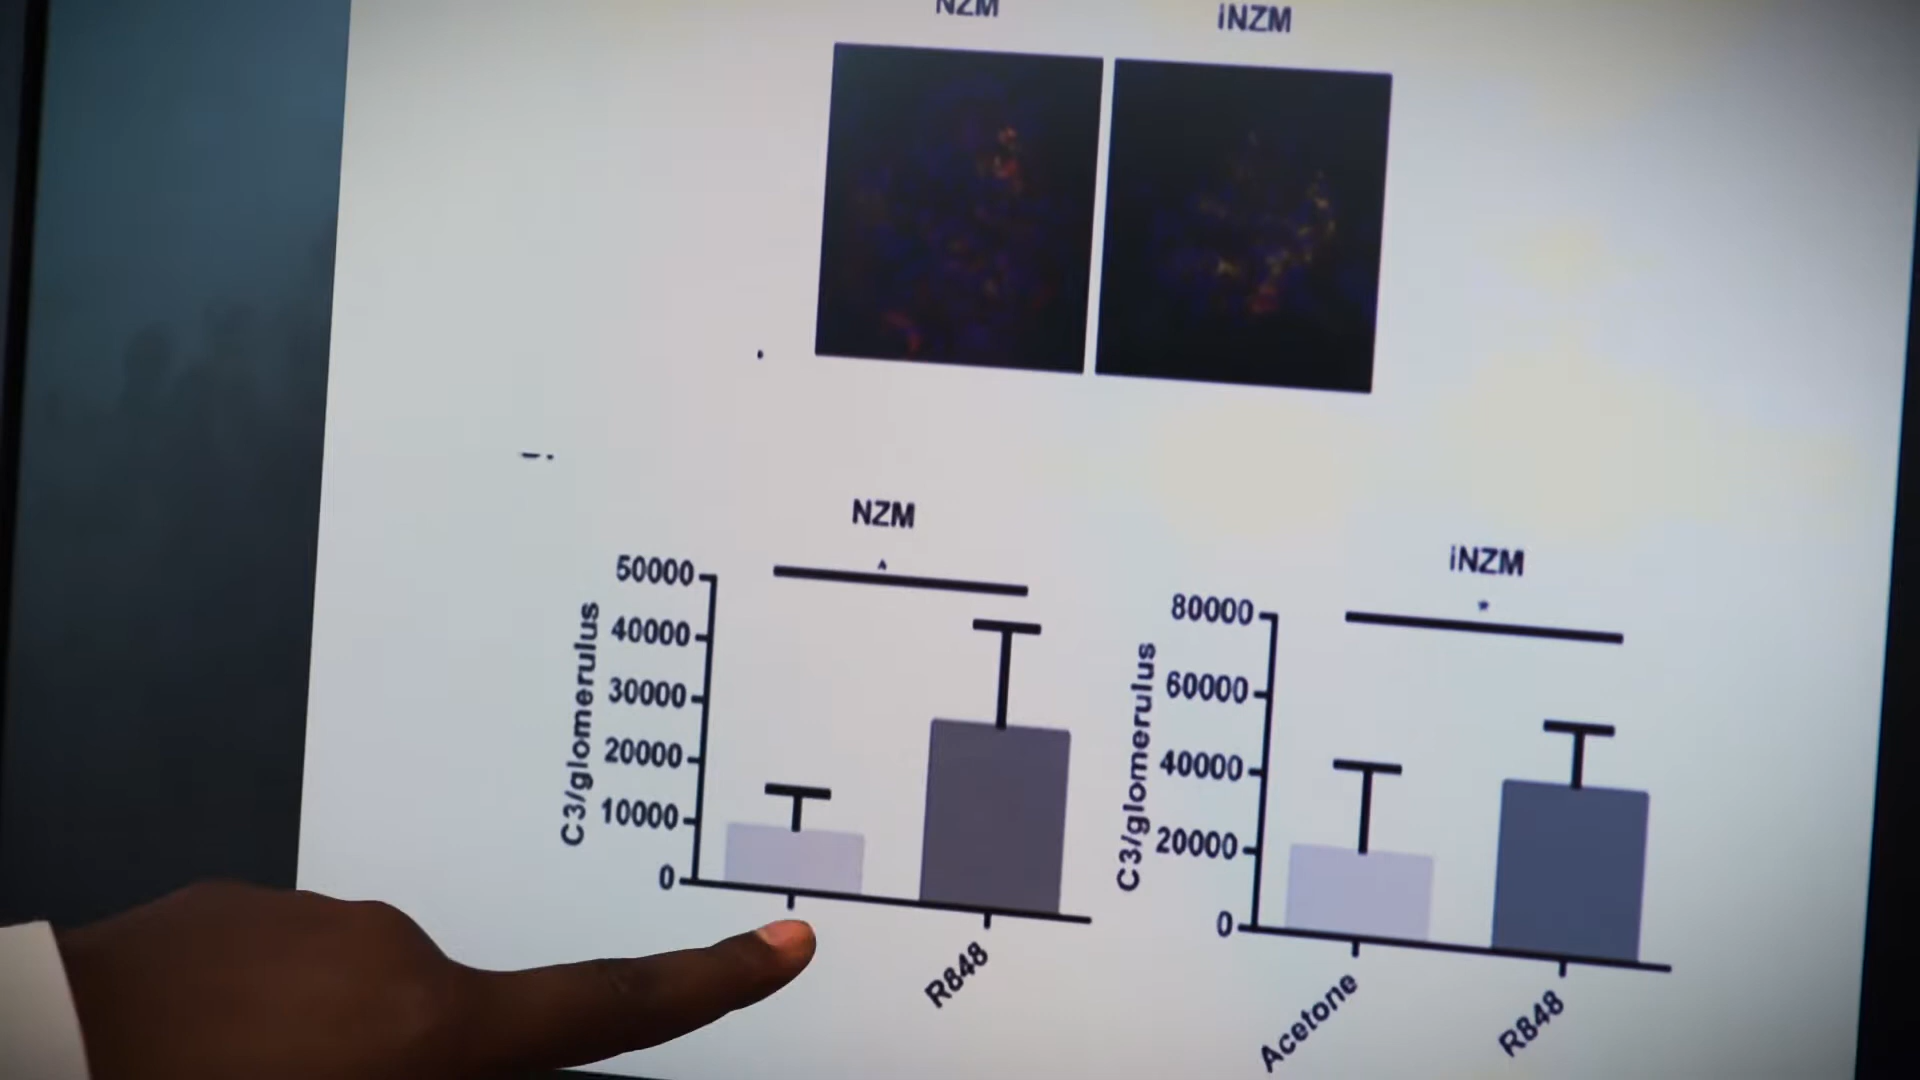 NZM
iNZM
NZM
50000
40000
30000
20000
10000
0
C3/glomerulus
R848
iNZM
*
80000
60000
40000
20000
0
C3/glomerulus
Acetone
R848